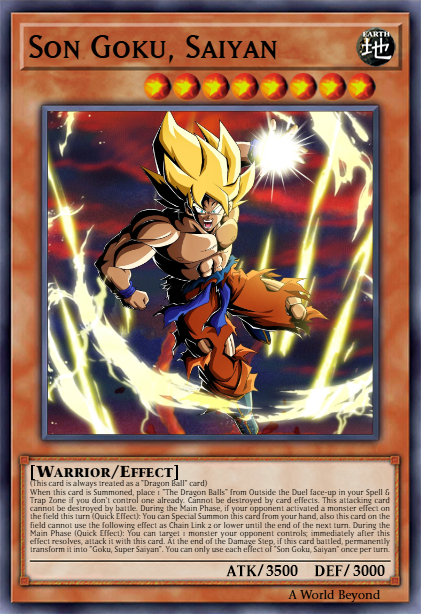 Son Goku, Saiyan
EARTH
地
[Warrior/Effect]
(This card is always treated as a "Dragon Ball" card)
When this card is Summoned, place 1 "The Dragon Balls" from Outside the Duel face-up in your Spell &
Trap Zone if you don't control one already. Cannot be destroyed by card effects. This attacking card
cannot be destroyed by battle. During the Main Phase, if your opponent activated a monster effect on
the field this turn (Quick Effect): You can Special Summon this card from your hand, also this card on the
field cannot use the following effect as Chain Link 2 or lower until the end of the next turn. During the
Main Phase (Quick Effect): You can target 1 monster your opponent controls; immediately after this
effect resolves, attack it with this card. At the end of the Damage Step, if this card battled, permanently
transform it into "Goku, Super Saiyan". You can only use each effect of "Son Goku, Saiyan" once per turn.
ATK/3500 DEF/3000
A World Beyond